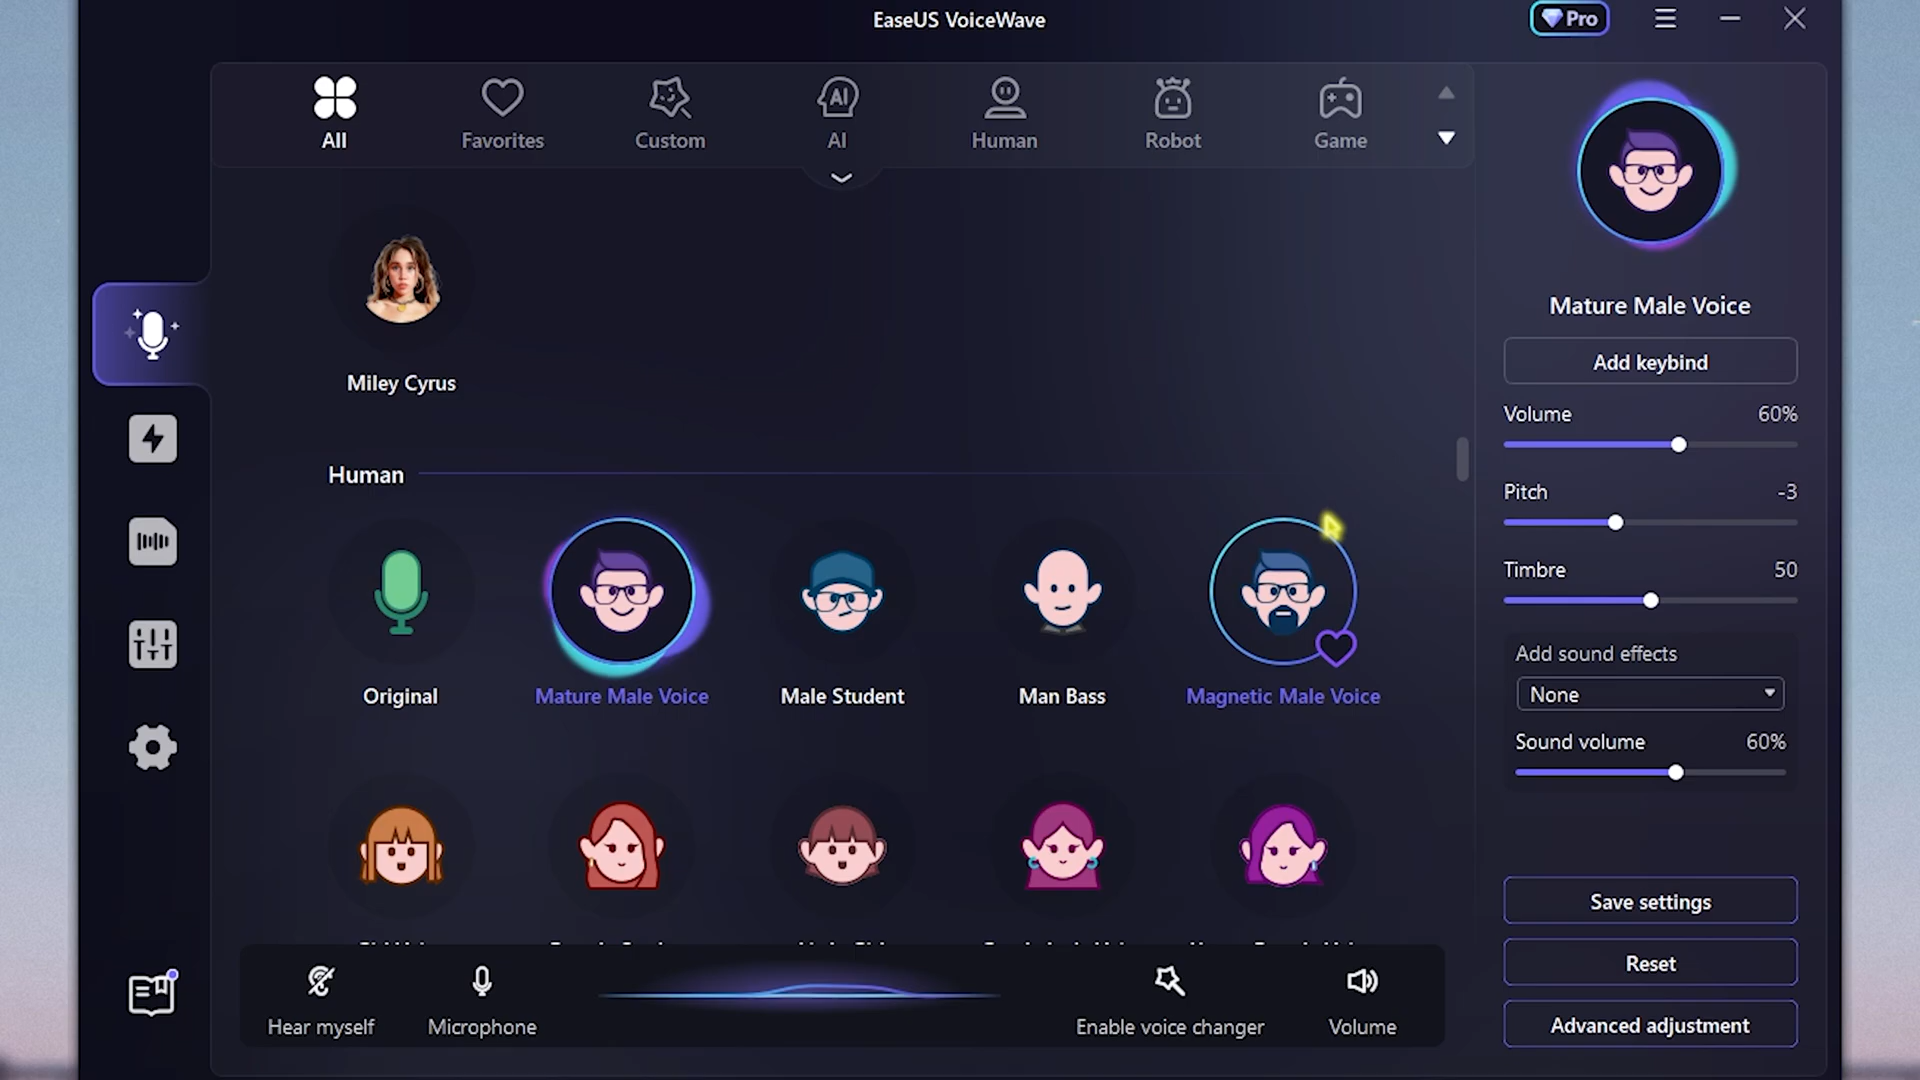 EaseUS VoiceWave
Pro
All
Favorites
Custom
AI
AI
Human
Robot
Game
Miley Cyrus
Human
Original
Mature Male Voice
Male Student
Man Bass
Magnetic Male Voice
Hear myself
Microphone
Enable voice changer
Volume
Mature Male Voice
Add keybind
Volume 60%
Pitch -3
Timbre 50
Add sound effects
None
Sound volume 60%
Save settings
Reset
Advanced adjustment